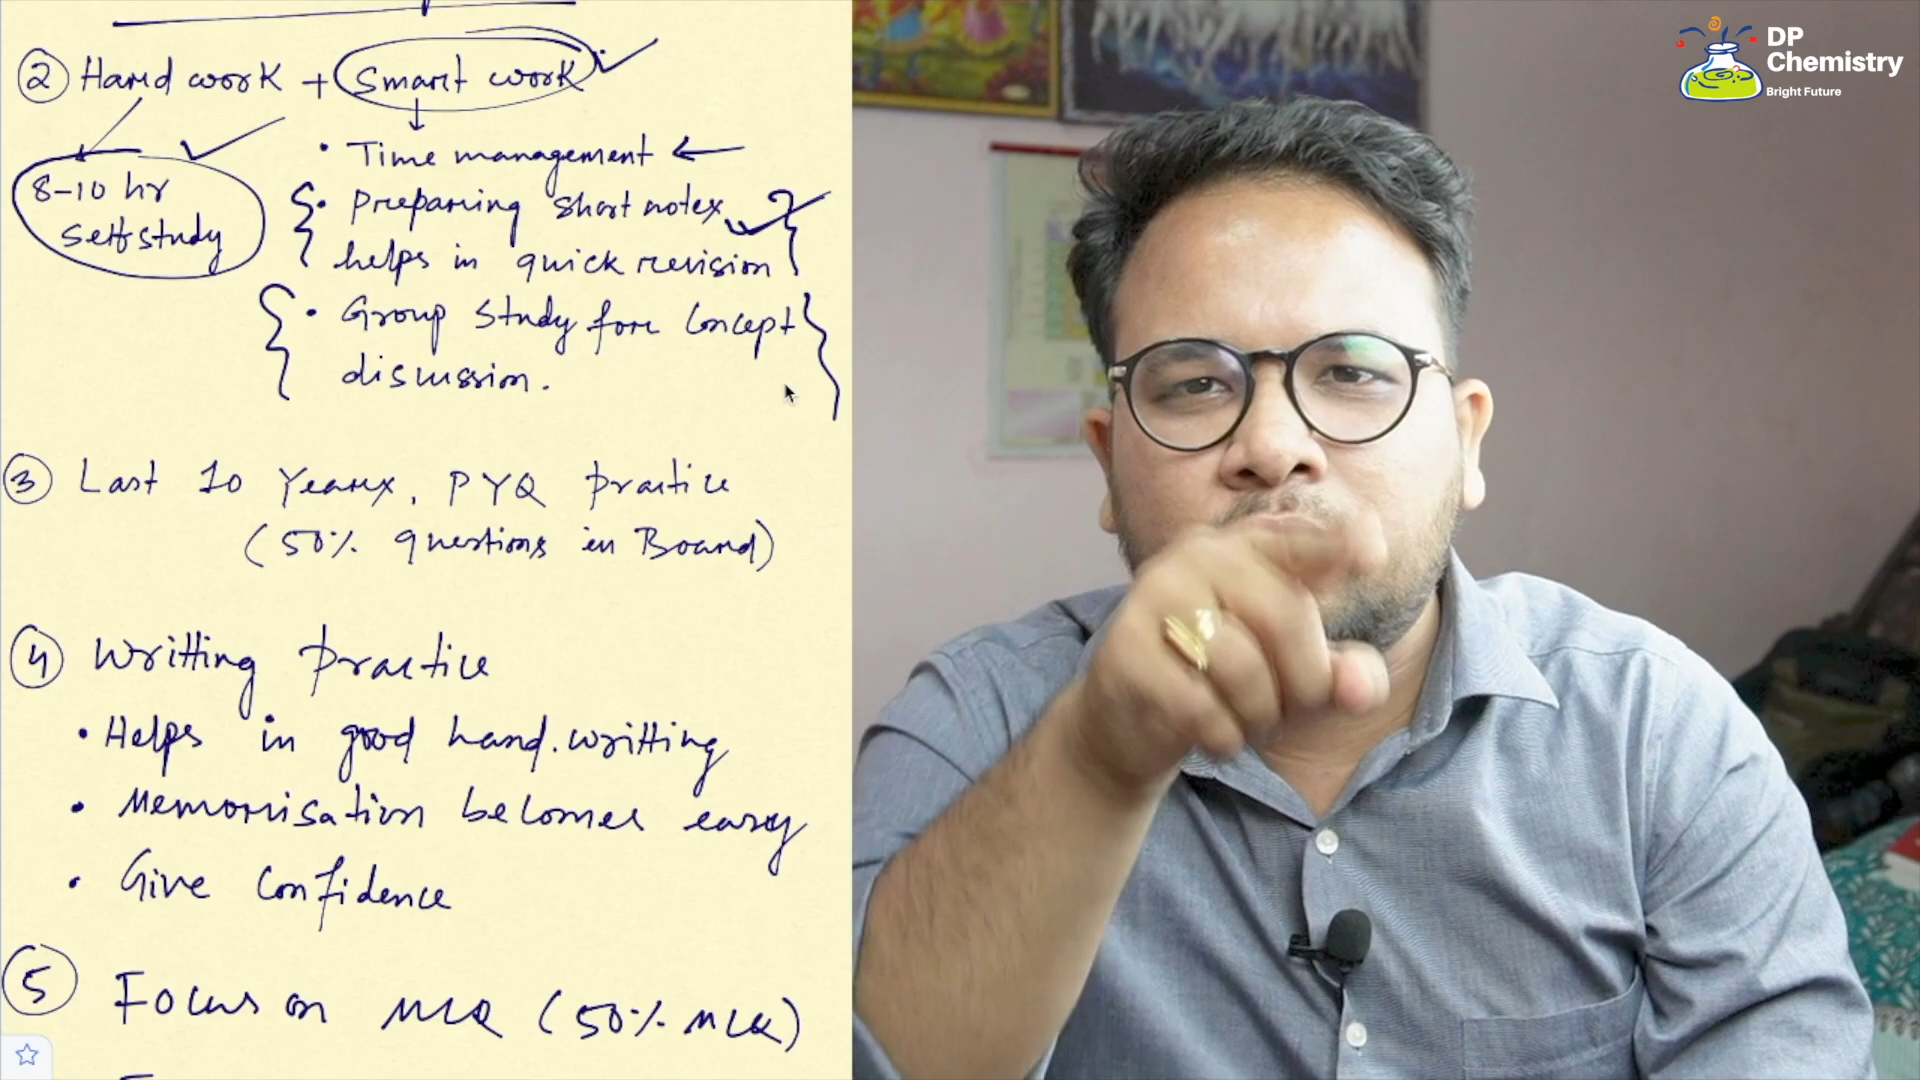 ② Hard work + Smart work
8-10 hr
self study
• Time management ←
• preparing short notes
helps in quick revision
• Group study for concept
discussion.
③ Last 10 Years, PYQ practice
(50% questions in Board)
④ Writting practice
• Helps in good hand.writting
• Memorisation becomes easy
• Give confidence
⑤ Focus on MCQ (50% MCQ)
DP
Chemistry
Bright Future